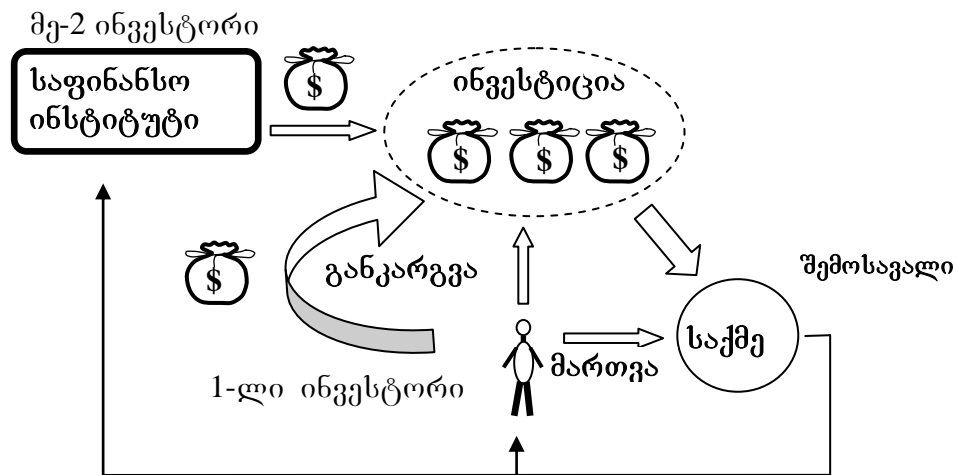 მე-2 ინვესტორი
საფინანსო
ინსტიტუტი
$
ინვესტიცია
$ $ $
$
განკარგვა
შემოსავალი
საქმე
მართვა
1-ლი ინვესტორი